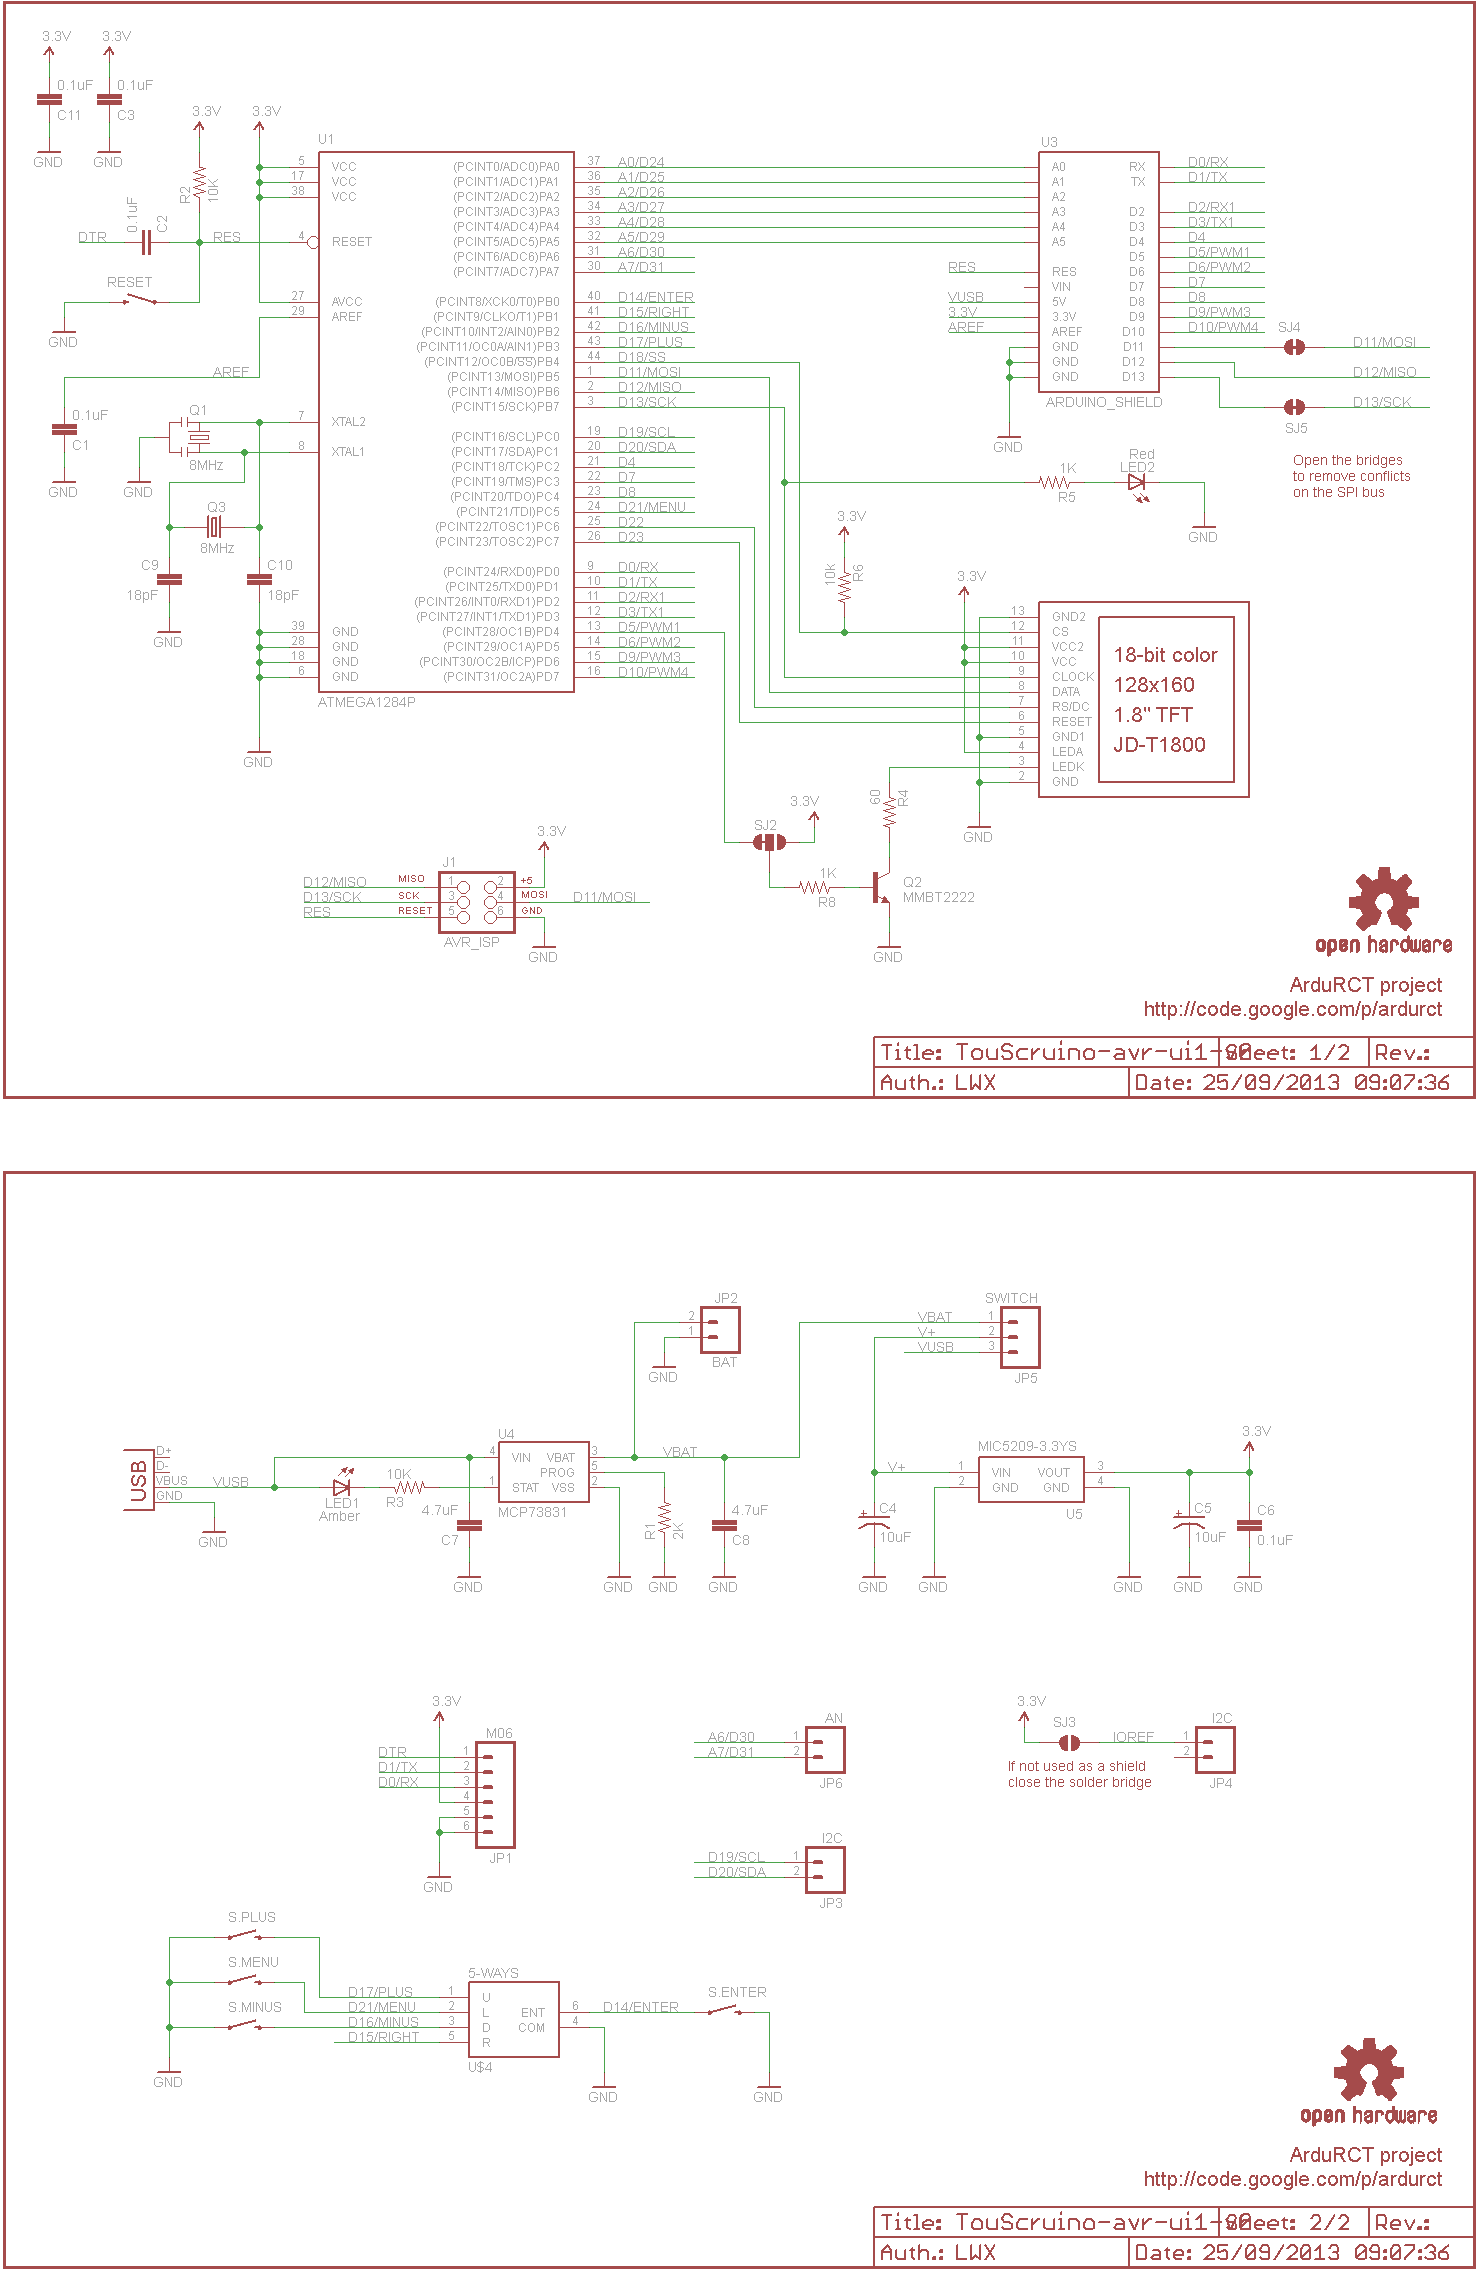 3.3V
3.3V
0.1uF
0.1uF
C11
C3
GND
GND
3.3V
3.3V
R2
10K
0.1uF
C2
DTR
RES
RESET
GND
AREF
0.1uF
C1
GND
Q1
8MHz
GND
Q3
8MHz
C9
C10
18pF
18pF
GND
GND
U1
5 VCC (PCINT0/ADC0)PA0 37 A0/D24
17 VCC (PCINT1/ADC1)PA1 36 A1/D25
38 VCC (PCINT2/ADC2)PA2 35 A2/D26
(PCINT3/ADC3)PA3 34 A3/D27
(PCINT4/ADC4)PA4 33 A4/D28
4 RESET (PCINT5/ADC5)PA5 32 A5/D29
(PCINT6/ADC6)PA6 31 A6/D30
(PCINT7/ADC7)PA7 30 A7/D31
27 AVCC (PCINT8/XCK0/T0)PB0 40 D14/ENTER
29 AREF (PCINT9/CLKO/T1)PB1 41 D15/RIGHT
(PCINT10/INT2/AIN0)PB2 42 D16/MINUS
(PCINT11/OC0A/AIN1)PB3 43 D17/PLUS
(PCINT12/OC0B/SS)PB4 44 D18/SS
(PCINT13/MOSI)PB5 1 D11/MOSI
(PCINT14/MISO)PB6 2 D12/MISO
(PCINT15/SCK)PB7 3 D13/SCK
7 XTAL2
8 XTAL1
(PCINT16/SCL)PC0 19 D19/SCL
(PCINT17/SDA)PC1 20 D20/SDA
(PCINT18/TCK)PC2 21 D4
(PCINT19/TMS)PC3 22 D7
(PCINT20/TDO)PC4 23 D8
(PCINT21/TDI)PC5 24 D21/MENU
(PCINT22/TOSC1)PC6 25 D22
(PCINT23/TOSC2)PC7 26 D23
(PCINT24/RXD0)PD0 9 D0/RX
(PCINT25/TXD0)PD1 10 D1/TX
(PCINT26/INT0/RXD1)PD2 11 D2/RX1
(PCINT27/INT1/TXD1)PD3 12 D3/TX1
39 GND (PCINT28/OC1B)PD4 13 D5/PWM1
28 GND (PCINT29/OC1A)PD5 14 D6/PWM2
18 GND (PCINT30/OC2B/ICP)PD6 15 D9/PWM3
6 GND (PCINT31/OC2A)PD7 16 D10/PWM4
ATMEGA1284P
U3
A0 RX D0/RX
A1 TX D1/TX
A2
A3 D2 D2/RX1
A4 D3 D3/TX1
A5 D4 D4
D5 D5/PWM1
RES RES D6 D6/PWM2
VIN D7 D7
VUSB 5V D8 D8
3.3V 3.3V D9 D9/PWM3
AREF AREF D10 D10/PWM4
GND D11 SJ4 D11/MOSI
GND D12 D12/MISO
GND D13 SJ5 D13/SCK
ARDUINO_SHIELD
GND
Open the bridges
to remove conflicts
on the SPI bus
1K
R5
Red
LED2
GND
3.3V
10k
R6
3.3V
13 GND2
12 CS
11 VCC2
10 VCC
9 CLOCK
8 DATA
7 RS/DC
6 RESET
5 GND1
4 LEDA
3 LEDK
2 GND
18-bit color
128x160
1.8" TFT
JD-T1800
GND
60
R4
3.3V
SJ2
1K
R8
Q2
MMBT2222
GND
3.3V
J1
D12/MISO MISO 1 2 +5
D13/SCK SCK 3 4 MOSI D11/MOSI
RES RESET 5 6 GND
AVR_ISP
GND
open hardware
ArduRCT project
http://code.google.com/p/ardurct
Title: TouScruino-avr-ui1-v0 Sheet: 1/2 Rev.:
Auth.: LWX Date: 25/09/2013 09:07:36
JP2
2
1
BAT
GND
SWITCH
VBAT 1
V+ 2
VUSB 3
JP5
USB
D+
D-
VBUS
GND
VUSB
GND
LED1
Amber
10K
R3
4.7uF
C7
GND
U4
4 VIN VBAT 3 VBAT
PROG 5
1 STAT VSS 2
MCP73831
GND
R1
2K
GND
4.7uF
C8
GND
MIC5209-3.3YS
V+ 1 VIN VOUT 3
2 GND GND 4
U5
C4
10uF
GND
GND
GND
3.3V
C5
10uF
GND
C6
0.1uF
GND
3.3V
M06
DTR 1
D1/TX 2
D0/RX 3
4
5
6
JP1
GND
AN
A6/D30 1
A7/D31 2
JP6
3.3V
SJ3
IOREF
I2C
1
2
JP4
If not used as a shield
close the solder bridge
I2C
D19/SCL 1
D20/SDA 2
JP3
S.PLUS
S.MENU
S.MINUS
GND
5-WAYS
D17/PLUS 1 U
D21/MENU 2 L ENT 6 D14/ENTER
D16/MINUS 3 D COM 4
D15/RIGHT 5 R
U$4
S.ENTER
GND
GND
open hardware
ArduRCT project
http://code.google.com/p/ardurct
Title: TouScruino-avr-ui1-v0 Sheet: 2/2 Rev.:
Auth.: LWX Date: 25/09/2013 09:07:36